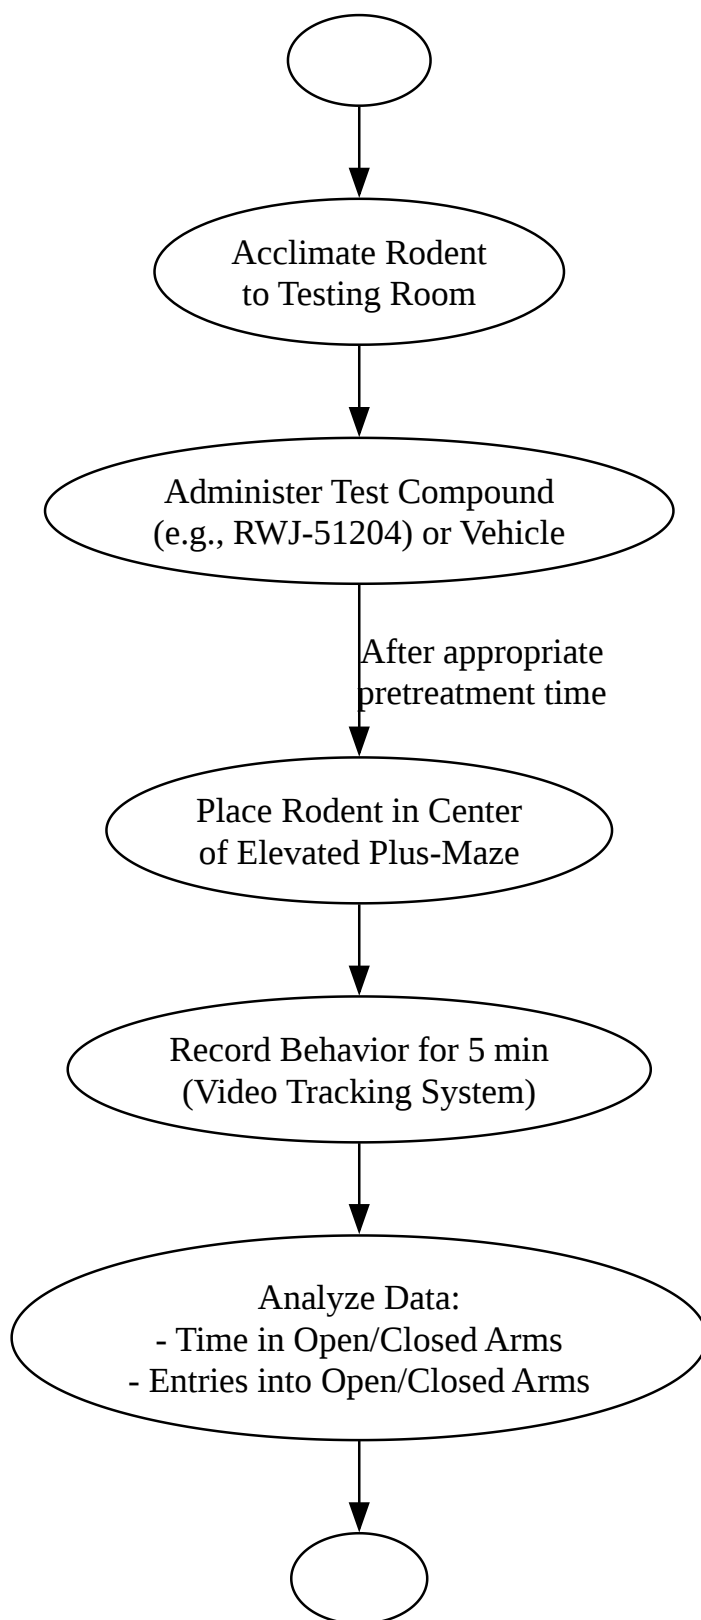 Acclimate Rodent
to Testing Room
Administer Test Compound
(e.g., RWJ-51204) or Vehicle
After appropriate
pretreatment time
Place Rodent in Center
of Elevated Plus-Maze
Record Behavior for 5 min
(Video Tracking System)
Analyze Data:
- Time in Open/Closed Arms
- Entries into Open/Closed Arms